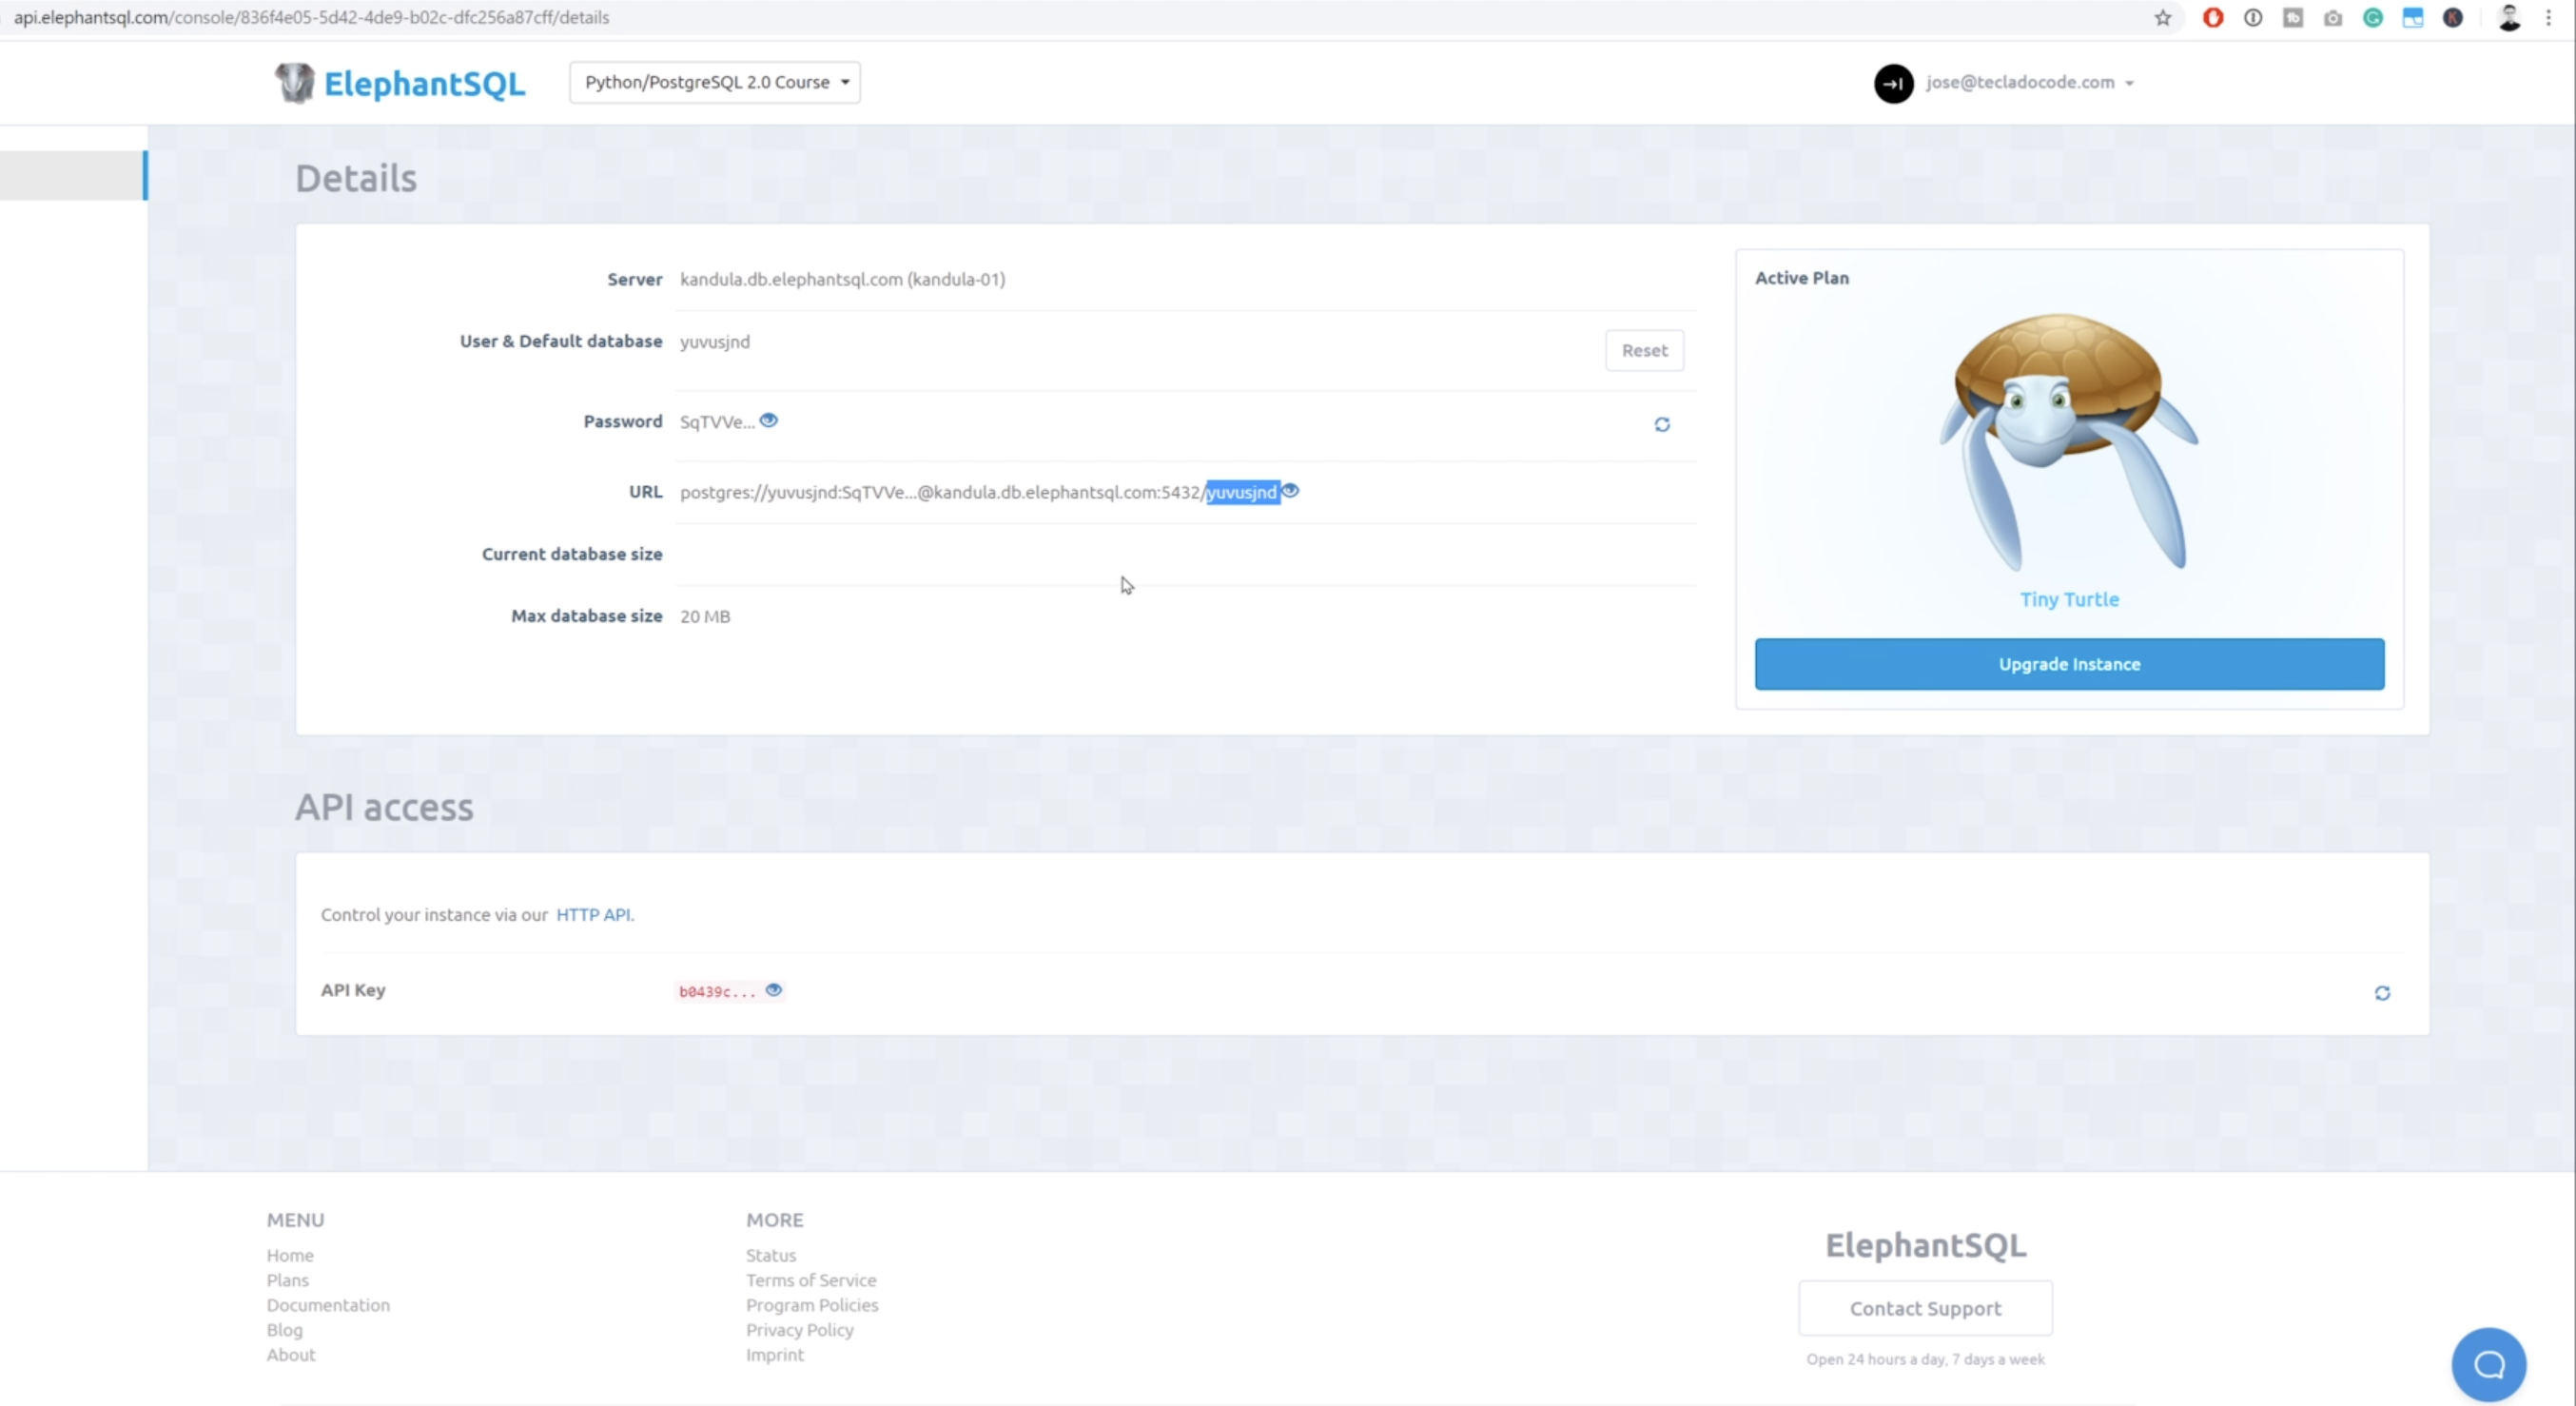 api.elephantsql.com/console/836f4e05-5d42-4de9-b02c-dfc256a87cff/details
ElephantSQL
Python/PostgreSQL 2.0 Course
jose@tecladocode.com
Details
Server kandula.db.elephantsql.com (kandula-01)
User & Default database yuvusjnd
Reset
Password SqTVVe...
URL postgres://yuvusjnd:SqTVVe...@kandula.db.elephantsql.com:5432/yuvusjnd
Current database size
Max database size 20 MB
Active Plan
Tiny Turtle
Upgrade Instance
API access
Control your instance via our HTTP API.
API Key b0439c...
MENU
Home
Plans
Documentation
Blog
About
MORE
Status
Terms of Service
Program Policies
Privacy Policy
Imprint
ElephantSQL
Contact Support
Open 24 hours a day, 7 days a week